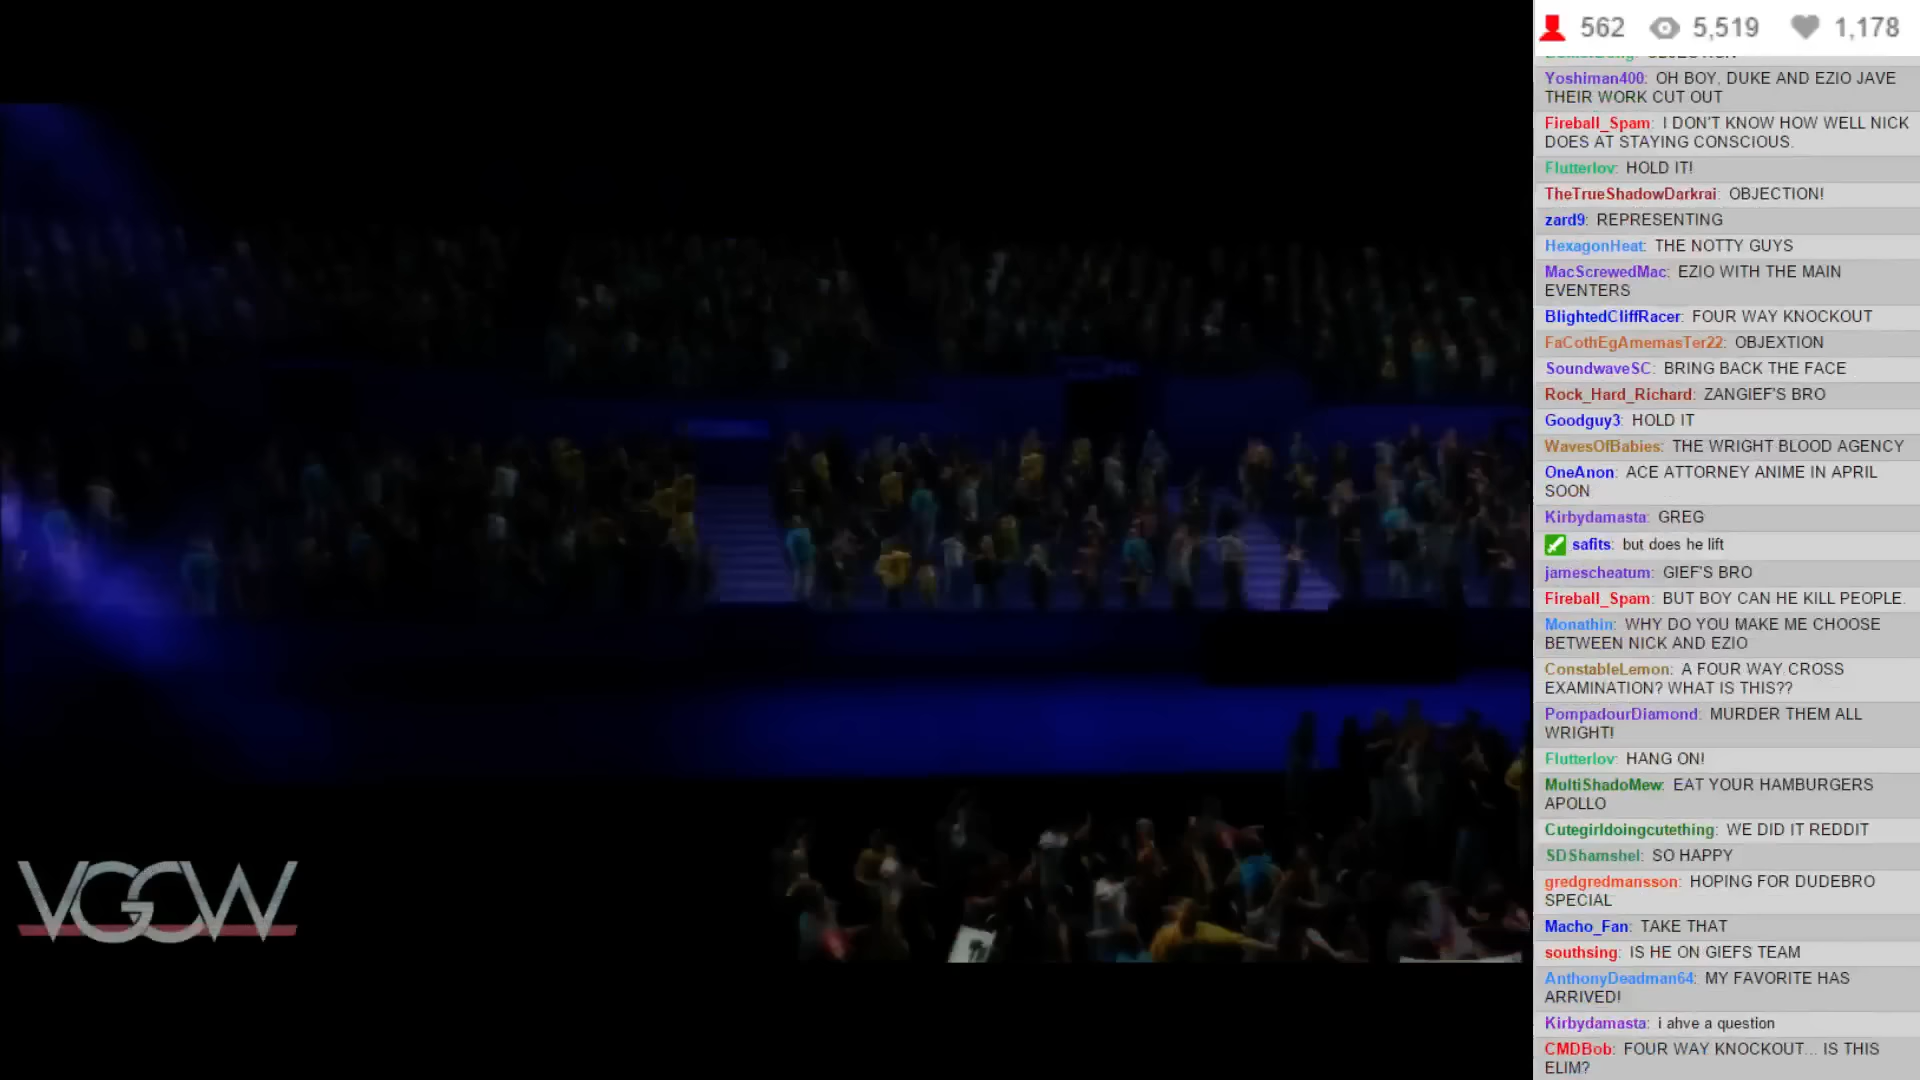 562 5,519 1,178
Yoshiman400: OH BOY, DUKE AND EZIO JAVE
THEIR WORK CUT OUT
Fireball_Spam: I DON'T KNOW HOW WELL NICK
DOES AT STAYING CONSCIOUS.
Flutterlov: HOLD IT!
TheTrueShadowDarkrai: OBJECTION!
zard9: REPRESENTING
HexagonHeat: THE NOTTY GUYS
MacScrewedMac: EZIO WITH THE MAIN
EVENTERS
BlightedCliffRacer: FOUR WAY KNOCKOUT
FaCothEgAmemasTer22: OBJEXTION
SoundwaveSC: BRING BACK THE FACE
Rock_Hard_Richard: ZANGIEF'S BRO
Goodguy3: HOLD IT
WavesOfBabies: THE WRIGHT BLOOD AGENCY
OneAnon: ACE ATTORNEY ANIME IN APRIL
SOON
Kirbydamasta: GREG
safits: but does he lift
jamescheatum: GIEF'S BRO
Fireball_Spam: BUT BOY CAN HE KILL PEOPLE.
Monathin: WHY DO YOU MAKE ME CHOOSE
BETWEEN NICK AND EZIO
ConstableLemon: A FOUR WAY CROSS
EXAMINATION? WHAT IS THIS??
PompadourDiamond: MURDER THEM ALL
WRIGHT!
Flutterlov: HANG ON!
MultiShadoMew: EAT YOUR HAMBURGERS
APOLLO
Cutegirldoingcutething: WE DID IT REDDIT
SDShamshel: SO HAPPY
gredgredmansson: HOPING FOR DUDEBRO
SPECIAL
Macho_Fan: TAKE THAT
southsing: IS HE ON GIEFS TEAM
AnthonyDeadman64: MY FAVORITE HAS
ARRIVED!
Kirbydamasta: i ahve a question
CMDBob: FOUR WAY KNOCKOUT... IS THIS
ELIM?
VGCW